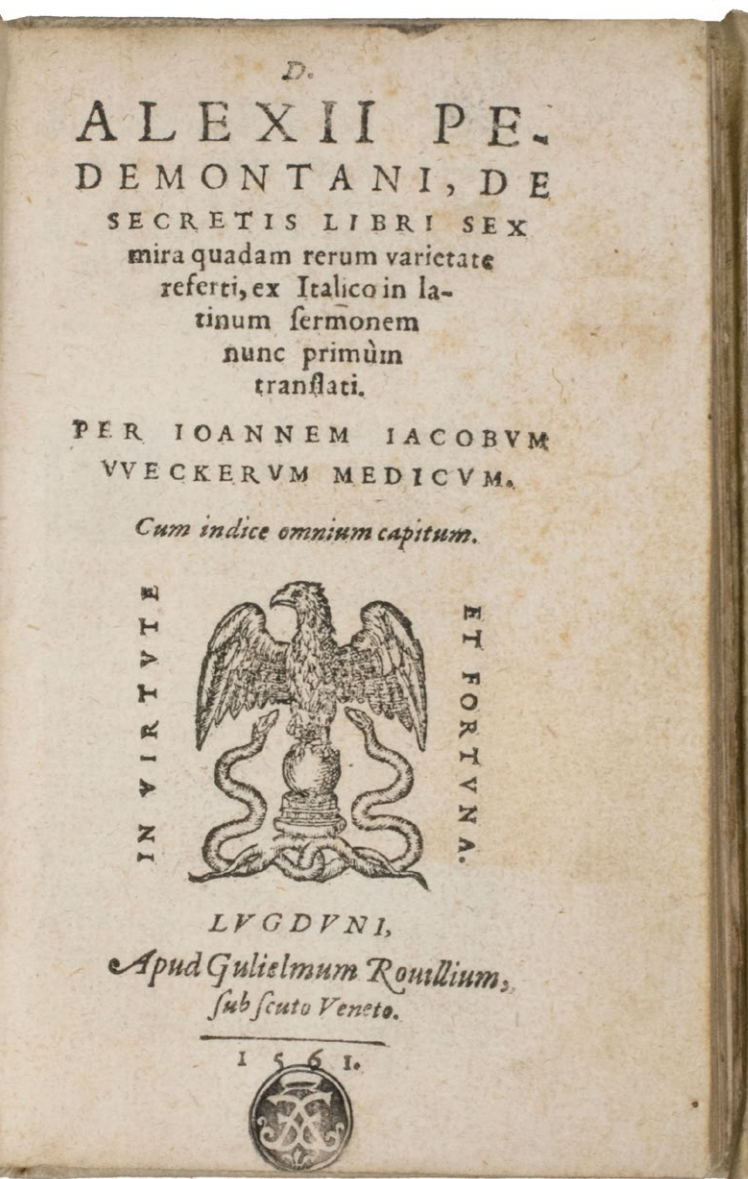 D.
ALEXII PE-
DEMONTANI, DE
SECRETIS LIBRI SEX
mira quadam rerum varietate
referti, ex Italico in la-
tinum ſermonem
nunc primùm
tranſlati.
PER IOANNEM IACOBVM
VVECKERVM MEDICVM.
Cum indice omnium capitum.
IN VIRTVTE
ET FORTVNA.
LVGDVNI,
Apud Gulielmum Rouillium,
ſub ſcuto Veneto.
1561.